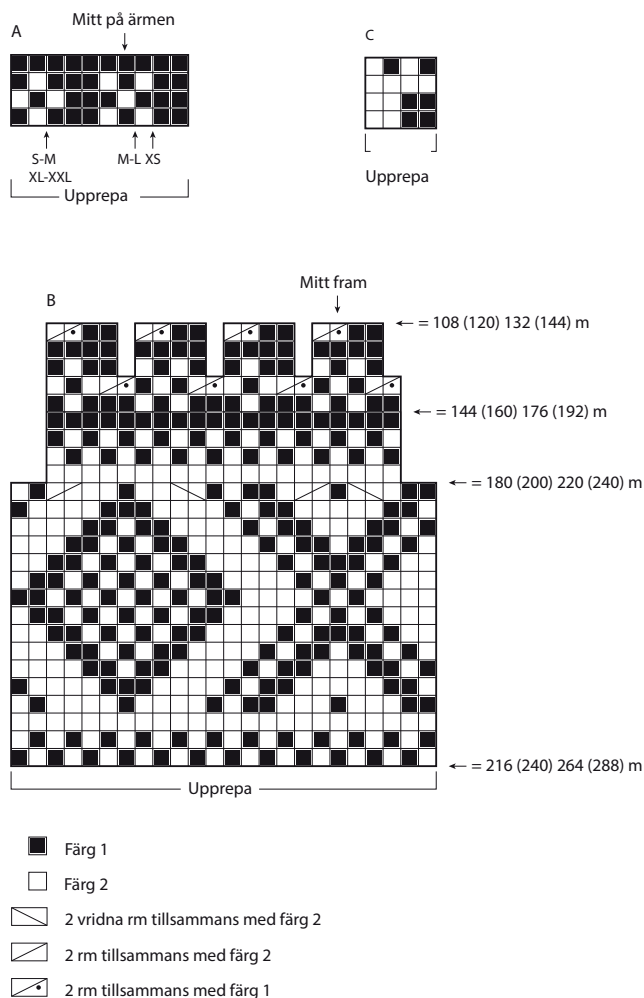 Mitt på ärmen
A
C
S-M
XL-XXL
M-L XS
Upprepa
Upprepa
Mitt fram
B
= 108 (120) 132 (144) m
= 144 (160) 176 (192) m
= 180 (200) 220 (240) m
= 216 (240) 264 (288) m
Upprepa
Färg 1
Färg 2
2 vridna rm tillsammans med färg 2
2 rm tillsammans med färg 2
2 rm tillsammans med färg 1